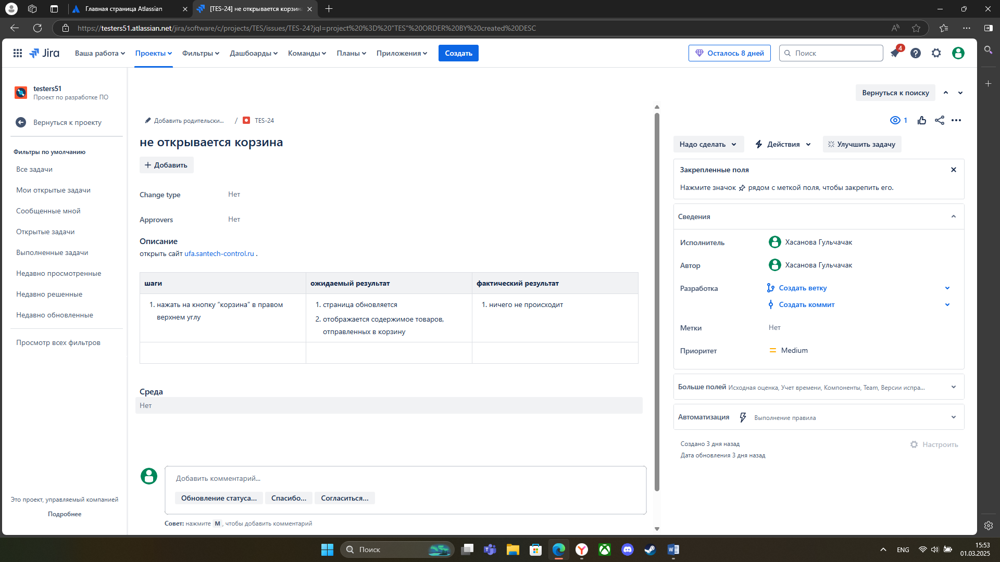 Главная страница Atlassian
[TES-24] не открывается корзин
https://testers51.atlassian.net/jira/software/c/projects/TES/issues/TES-24?jql=project%20%3D%20"TES"%20ORDER%20BY%20created%20DESC
Jira
Ваша работа
Проекты
Фильтры
Дашборды
Команды
Планы
Приложения
Создать
Осталось 8 дней
Поиск
4
testers51
Проект по разработке ПО
Вернуться к проекту
Фильтры по умолчанию
Все задачи
Мои открытые задачи
Сообщенные мной
Открытые задачи
Выполненные задачи
Недавно просмотренные
Недавно решенные
Недавно обновленные
Просмотр всех фильтров
Это проект, управляемый компанией
Подробнее
Вернуться к поиску
Добавить родительски...
/
TES-24
1
не открывается корзина
+ Добавить
Change type
Нет
Approvers
Нет
Описание
открыть сайт ufa.santech-control.ru .
шаги
ожидаемый результат
фактический результат
1. нажать на кнопку “корзина” в правом
верхнем углу
1. страница обновляется
2. отображается содержимое товаров,
отправленных в корзину
1. ничего не происходит
Среда
Нет
Добавить комментарий...
Обновление статуса...
Спасибо...
Согласиться...
Совет: нажмите M, чтобы добавить комментарий
Надо сделать
Действия
Улучшить задачу
Закрепленные поля
Нажмите значок рядом с меткой поля, чтобы закрепить его.
Сведения
Исполнитель
Хасанова Гульчачак
Автор
Хасанова Гульчачак
Разработка
Создать ветку
Создать коммит
Метки
Нет
Приоритет
Medium
Больше полей Исходная оценка, Учет времени, Компоненты, Team, Версии испра...
Автоматизация
Выполнение правила
Создано 3 дня назад
Дата обновления 3 дня назад
Настроить
Поиск
ENG
15:53
01.03.2025